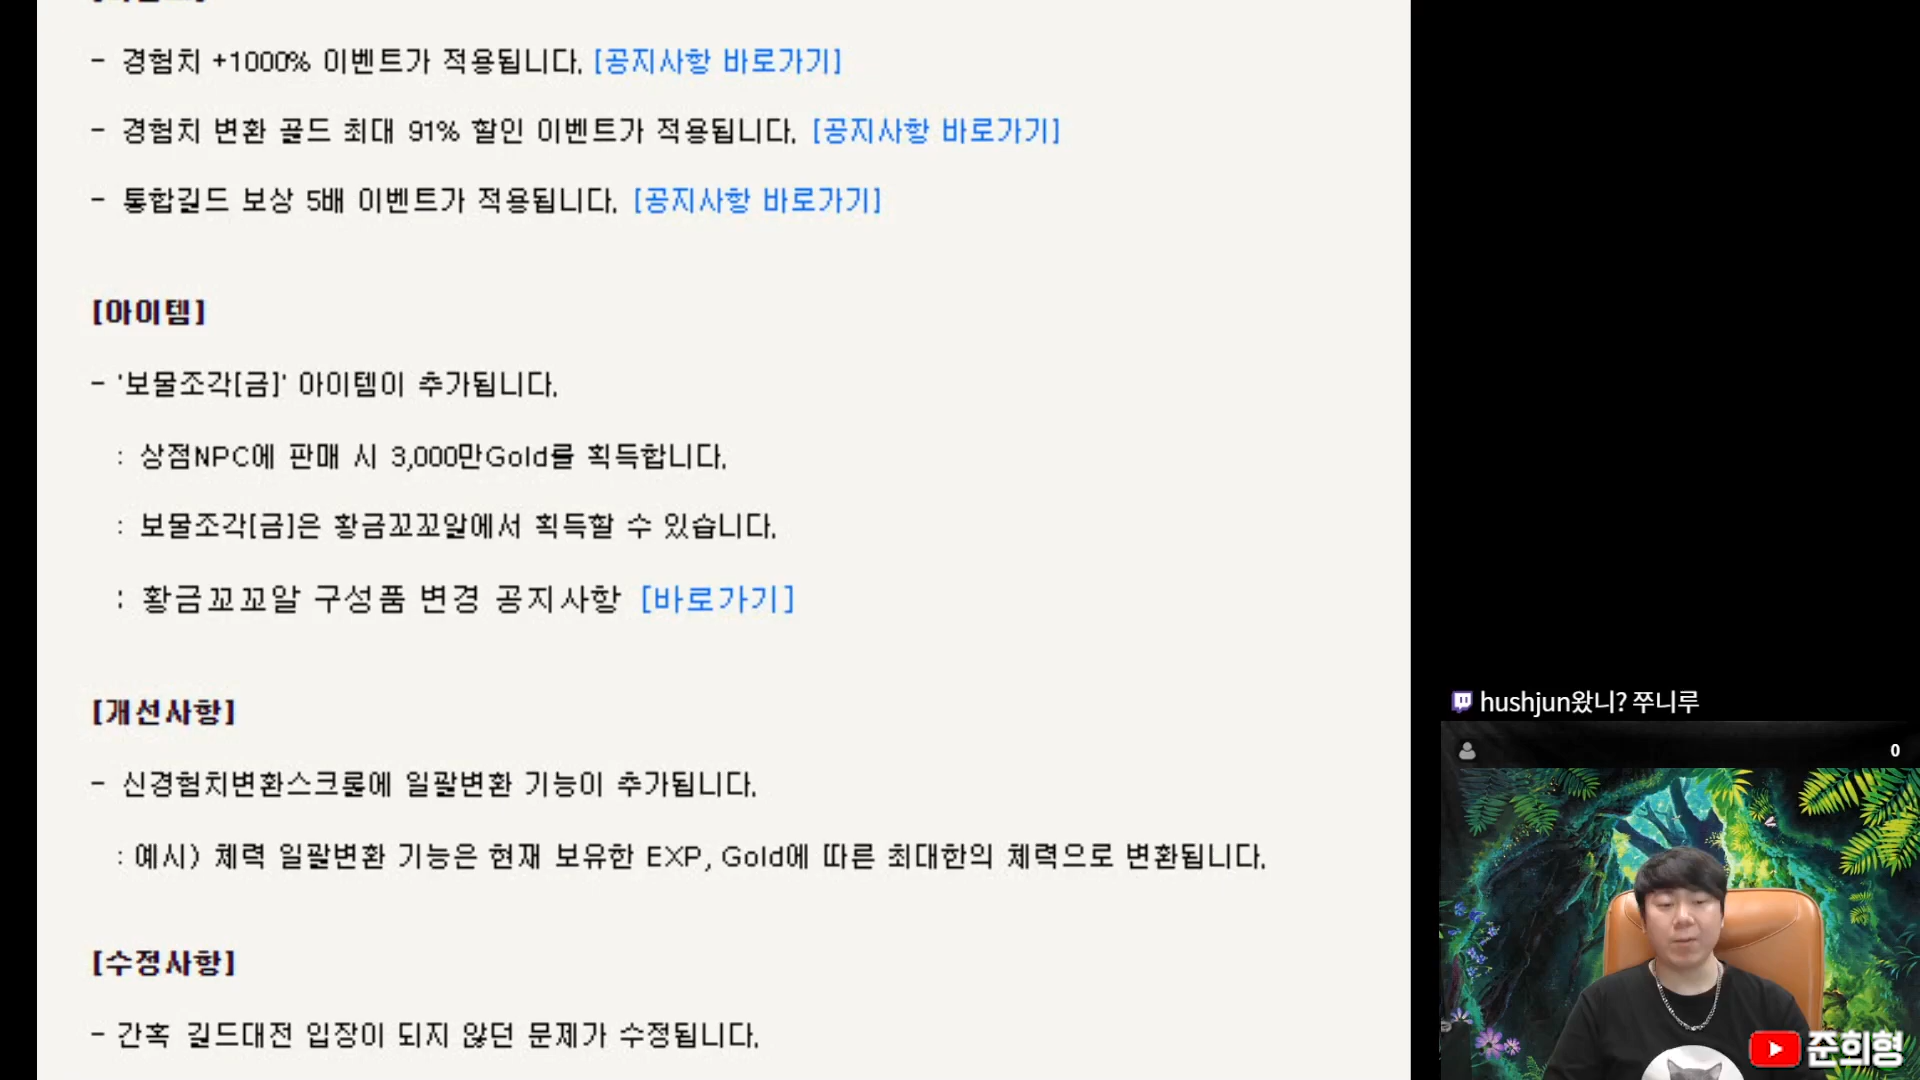 - 경험치 +1000% 이벤트가 적용됩니다. [공지사항 바로가기]
- 경험치 변환 골드 최대 91% 할인 이벤트가 적용됩니다. [공지사항 바로가기]
- 통합길드 보상 5배 이벤트가 적용됩니다. [공지사항 바로가기]
[아이템]
- '보물조각[금]' 아이템이 추가됩니다.
: 상점NPC에 판매 시 3,000만Gold를 획득합니다.
: 보물조각[금]은 황금꼬꼬알에서 획득할 수 있습니다.
: 황금꼬꼬알 구성품 변경 공지사항 [바로가기]
[개선사항]
- 신경험치변환스크롤에 일괄변환 기능이 추가됩니다.
: 예시) 체력 일괄변환 기능은 현재 보유한 EXP, Gold에 따른 최대한의 체력으로 변환됩니다.
[수정사항]
- 간혹 길드대전 입장이 되지 않던 문제가 수정됩니다.
hushjun왔니? 쭈니루
0
준희형